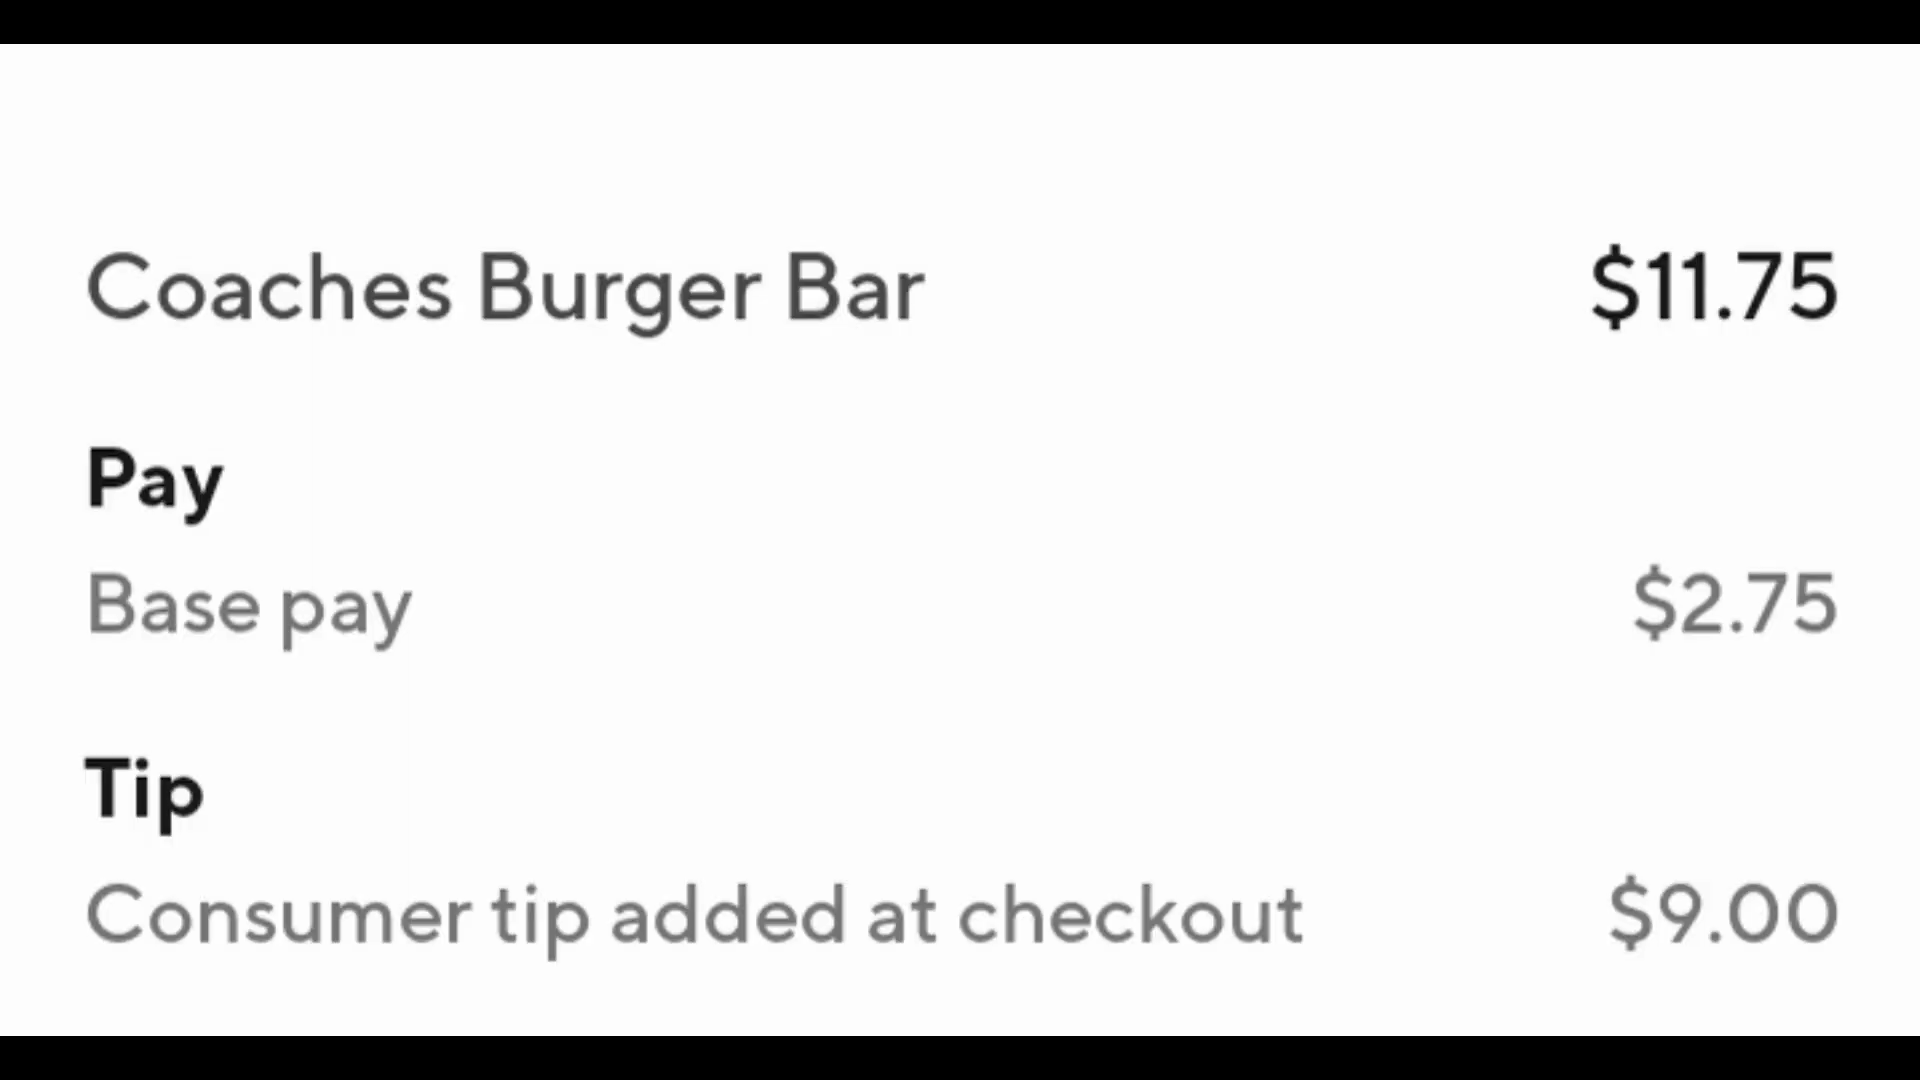 Coaches Burger Bar $11.75
Pay
Base pay $2.75
Tip
Consumer tip added at checkout $9.00